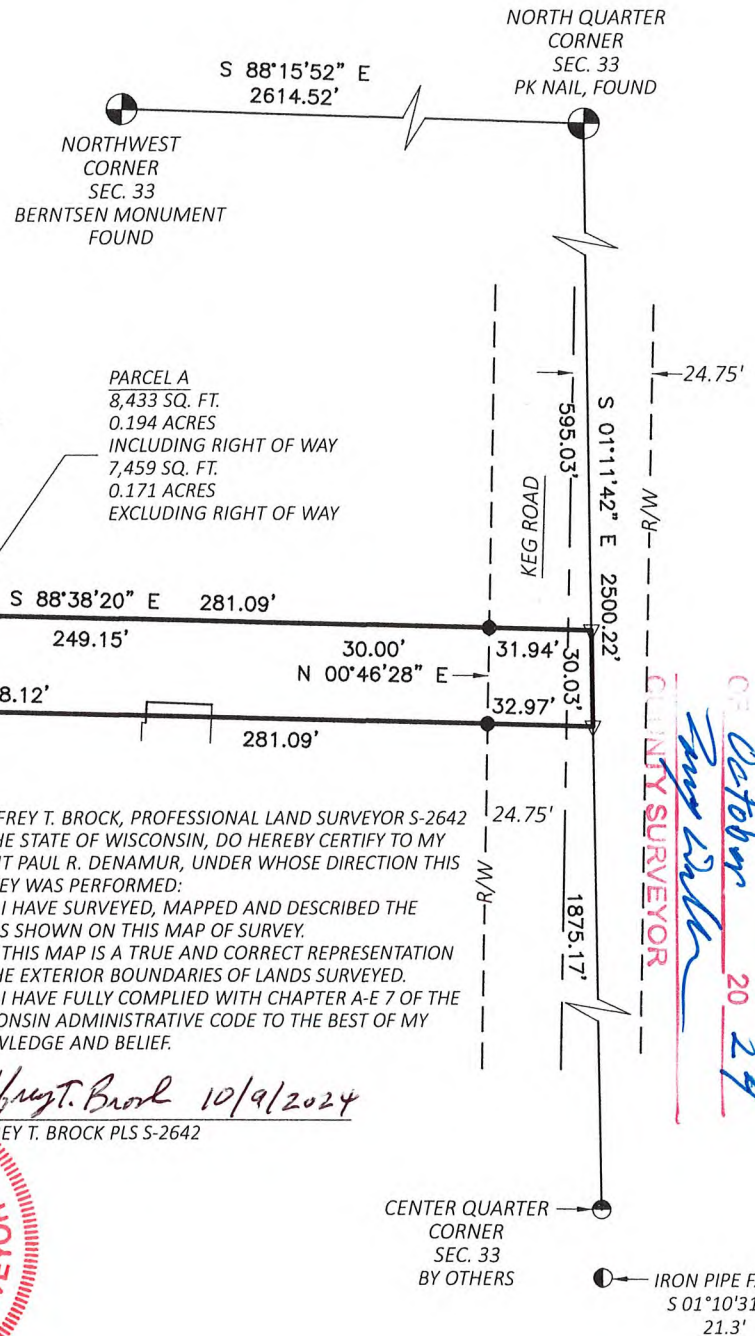 NORTH QUARTER
CORNER
SEC. 33
PK NAIL, FOUND
S 88°15'52" E
2614.52'
NORTHWEST
CORNER
SEC. 33
BERNTSEN MONUMENT
FOUND
PARCEL A
8,433 SQ. FT.
0.194 ACRES
INCLUDING RIGHT OF WAY
7,459 SQ. FT.
0.171 ACRES
EXCLUDING RIGHT OF WAY
24.75'
595.03'
S 01°11'42" E 2500.22'
R/W
KEG ROAD
S 88°38'20" E 281.09'
249.15'
30.00'
31.94'
30.03'
N 00°46'28" E
8.12'
32.97'
281.09'
24.75'
R/W
1875.17'
FREY T. BROCK, PROFESSIONAL LAND SURVEYOR S-2642
HE STATE OF WISCONSIN, DO HEREBY CERTIFY TO MY
T PAUL R. DENAMUR, UNDER WHOSE DIRECTION THIS
EY WAS PERFORMED:
I HAVE SURVEYED, MAPPED AND DESCRIBED THE
S SHOWN ON THIS MAP OF SURVEY.
THIS MAP IS A TRUE AND CORRECT REPRESENTATION
HE EXTERIOR BOUNDARIES OF LANDS SURVEYED.
I HAVE FULLY COMPLIED WITH CHAPTER A-E 7 OF THE
ONSIN ADMINISTRATIVE CODE TO THE BEST OF MY
WLEDGE AND BELIEF.
frey T. Brock 10/9/2024
EY T. BROCK PLS S-2642
OF October 20 24
COUNTY SURVEYOR
VEYOR
CENTER QUARTER
CORNER
SEC. 33
BY OTHERS
IRON PIPE F
S 01°10'31
21.3'